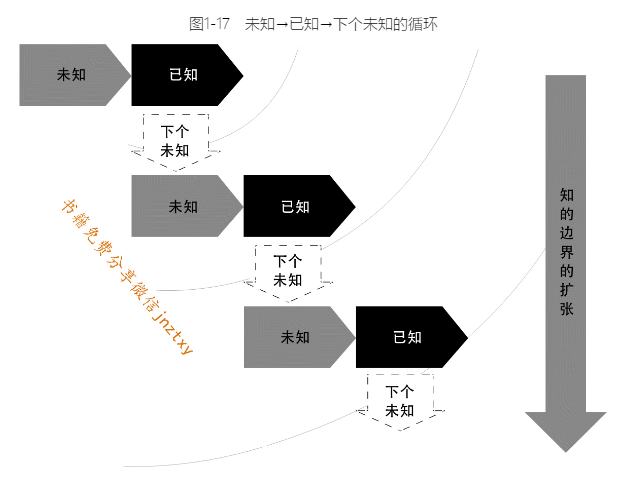 图1-17 未知→已知→下个未知的循环
未知
已知
下个
未知
未知
已知
下个
未知
未知
已知
下个
未知
知的边界的扩张
书籍免费分享微信jnztxy